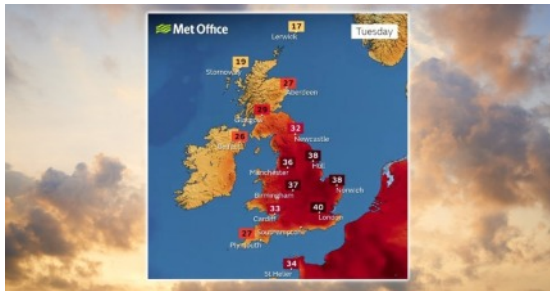 Met Office
Tuesday
17
Lerwick
19
Stornoway
27
Aberdeen
29
Glasgow
26
Belfast
32
Newcastle
36
Manchester
38
Hull
37
Birmingham
38
Norwich
33
Cardiff
40
London
Southampton
27
Plymouth
34
St Helier